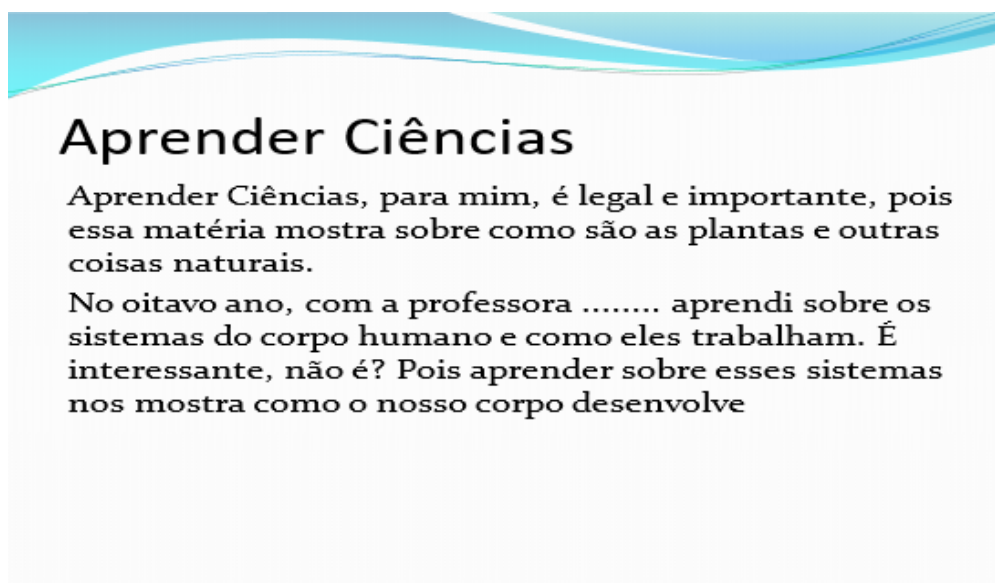 Aprender Ciências
Aprender Ciências, para mim, é legal e importante, pois
essa matéria mostra sobre como são as plantas e outras
coisas naturais.
No oitavo ano, com a professora ........ aprendi sobre os
sistemas do corpo humano e como eles trabalham. É
interessante, não é? Pois aprender sobre esses sistemas
nos mostra como o nosso corpo desenvolve